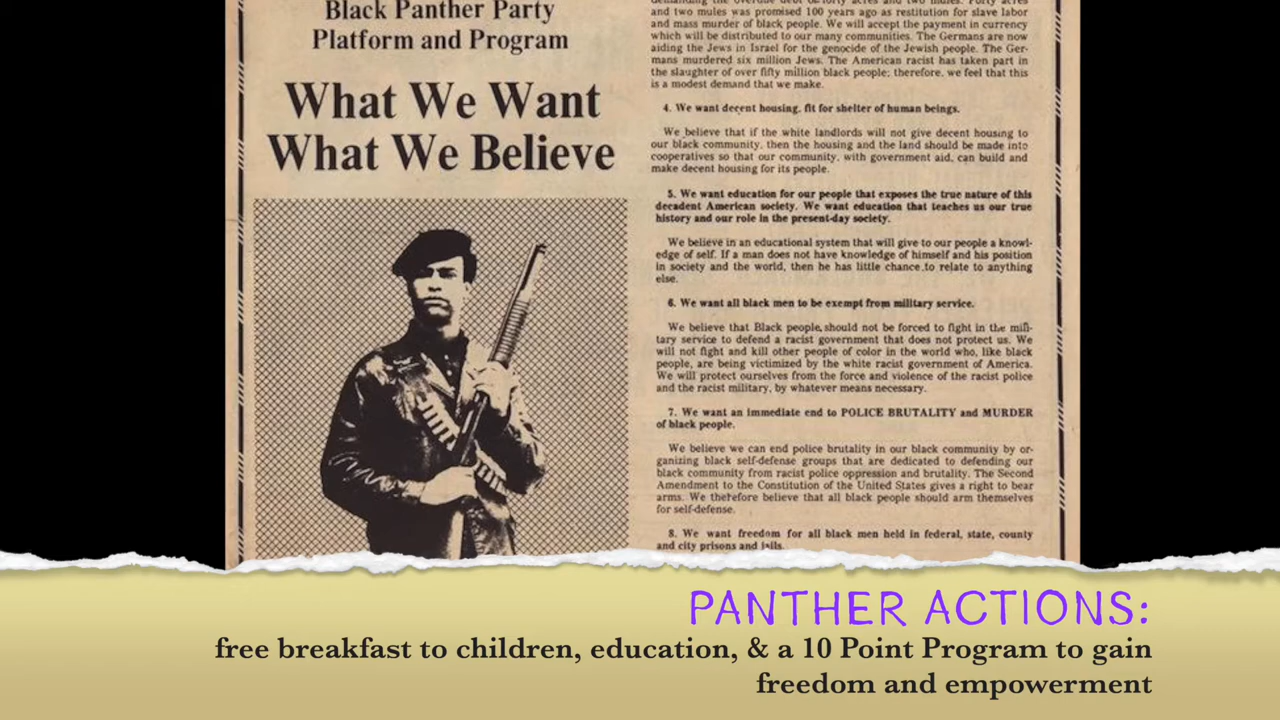 Black Panther Party
Platform and Program
What We Want
What We Believe
demanding the overdue debt of forty acres and two mules. Forty acres
and two mules was promised 100 years ago as restitution for slave labor
and mass murder of black people. We will accept the payment in currency
which will be distributed to our many communities. The Germans are now
aiding the Jews in Israel for the genocide of the Jewish people. The Ger-
mans murdered six million Jews. The American racist has taken part in
the slaughter of over fifty million black people; therefore, we feel that this
is a modest demand that we make.
4. We want decent housing, fit for shelter of human beings.
We believe that if the white landlords will not give decent housing to
our black community, then the housing and the land should be made into
cooperatives so that our community, with government aid, can build and
make decent housing for its people.
5. We want education for our people that exposes the true nature of this
decadent American society. We want education that teaches us our true
history and our role in the present-day society.
We believe in an educational system that will give to our people a knowl-
edge of self. If a man does not have knowledge of himself and his position
in society and the world, then he has little chance to relate to anything
else.
6. We want all black men to be exempt from military service.
We believe that Black people should not be forced to fight in the mili-
tary service to defend a racist government that does not protect us. We
will not fight and kill other people of color in the world who, like black
people, are being victimized by the white racist government of America.
We will protect ourselves from the force and violence of the racist police
and the racist military, by whatever means necessary.
7. We want an immediate end to POLICE BRUTALITY and MURDER
of black people.
We believe we can end police brutality in our black community by or-
ganizing black self-defense groups that are dedicated to defending our
black community from racist police oppression and brutality. The Second
Amendment to the Constitution of the United States gives a right to bear
arms. We therefore believe that all black people should arm themselves
for self-defense.
8. We want freedom for all black men held in federal, state, county
and city prisons and jails.
PANTHER ACTIONS:
free breakfast to children, education, & a 10 Point Program to gain
freedom and empowerment